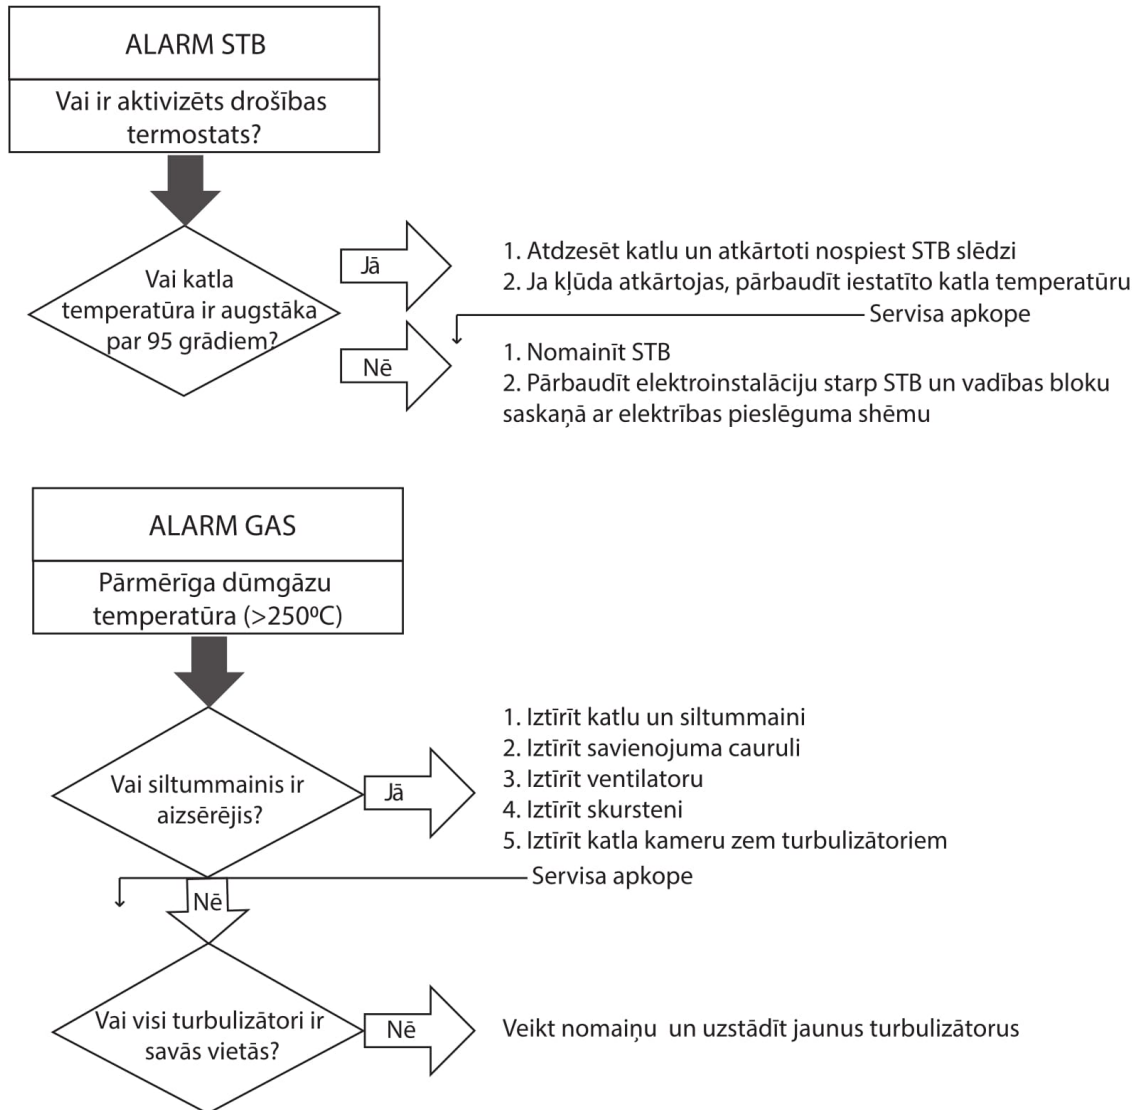 ALARM STB
Vai ir aktivizēts drošības
termostats?
Vai katla
temperatūra ir augstāka
par 95 grādiem?
Jā
1. Atdzesēt katlu un atkārtoti nospiest STB slēdzi
2. Ja kļūda atkārtojas, pārbaudīt iestatīto katla temperatūru
Servisa apkope
Nē
1. Nomainīt STB
2. Pārbaudīt elektroinstalāciju starp STB un vadības bloku
saskaņā ar elektrības pieslēguma shēmu
ALARM GAS
Pārmērīga dūmgāzu
temperatūra (>250⁰C)
Vai siltummainis ir
aizsērējis?
Jā
1. Iztīrīt katlu un siltummaini
2. Iztīrīt savienojuma cauruli
3. Iztīrīt ventilatoru
4. Iztīrīt skursteni
5. Iztīrīt katla kameru zem turbulizātoriem
Servisa apkope
Nē
Vai visi turbulizātori ir
savās vietās?
Nē
Veikt nomaiņu un uzstādīt jaunus turbulizātorus